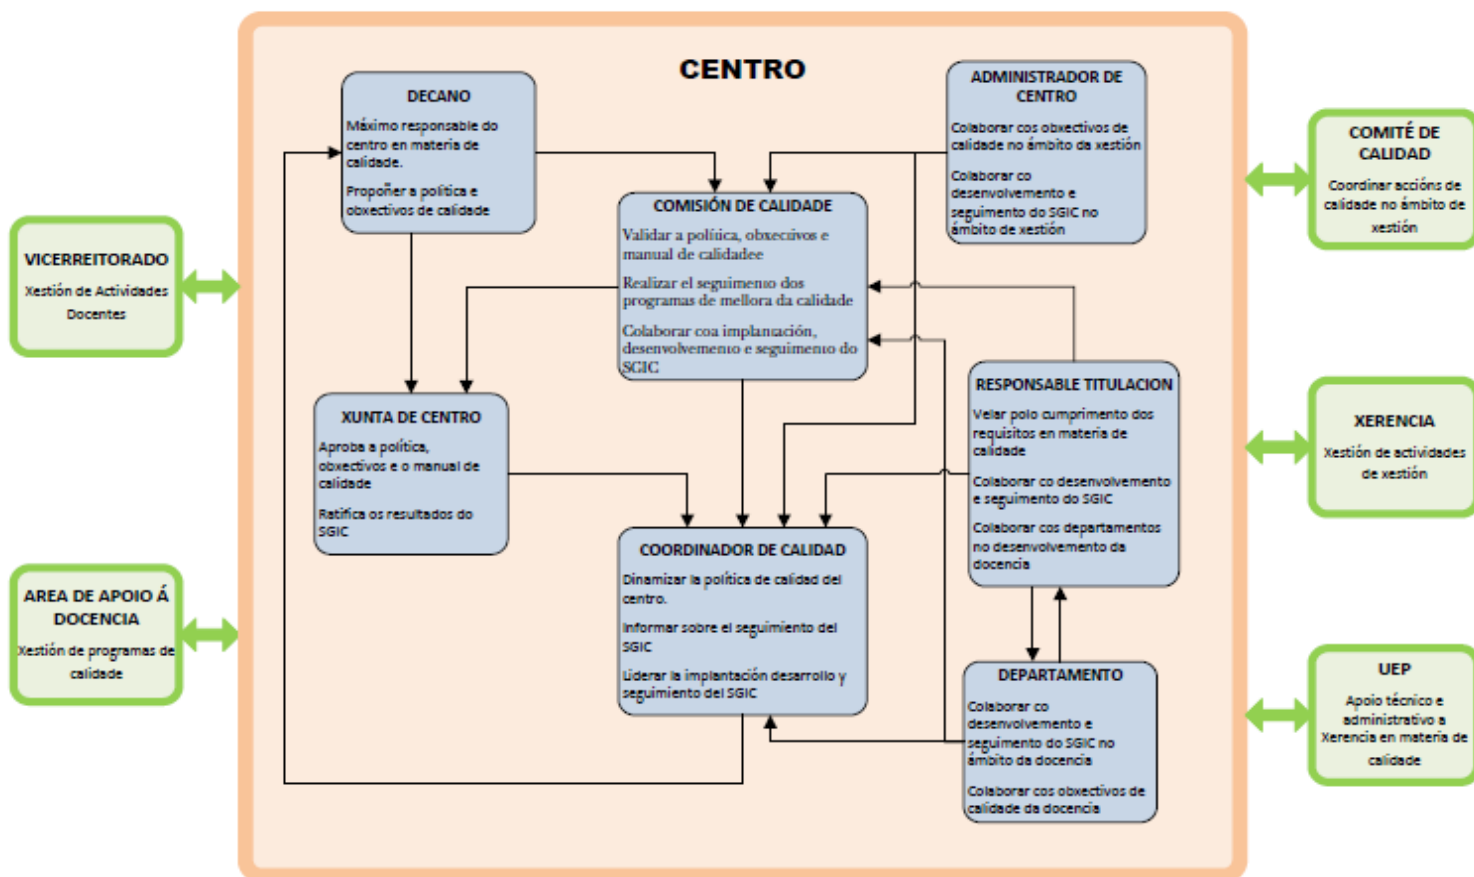 CENTRO
DECANO
Máximo responsable do
centro en materia de
calidade.
Propoñer a política e
obxectivos de calidade
ADMINISTRADOR DE
CENTRO
Colaborar cos obxectivos de
calidade no ámbito da xestión
Colaborar co
desenvolvemento e
seguimento do SGIC no
ámbito de xestión
COMISIÓN DE CALIDADE
Validar a política, obxectivos e
manual de calidadee
Realizar el seguimento dos
programas de mellora da calidade
Colaborar coa implantación,
desenvolvemento e seguimento do
SGIC
XUNTA DE CENTRO
Aproba a política,
obxectivos e o manual de
calidade
Ratifica os resultados do
SGIC
RESPONSABLE TITULACION
Velar polo cumprimento dos
requisitos en materia de
calidade
Colaborar co desenvolvemento
e seguimento do SGIC
Colaborar cos departamentos
no desenvolvemento da
docencia
COORDINADOR DE CALIDAD
Dinamizar la política de calidad del
centro.
Informar sobre el seguimiento del
SGIC
Liderar la implantación desarrollo y
seguimiento del SGIC
DEPARTAMENTO
Colaborar co
desenvolvemento e
seguimento do SGIC no
ámbito da docencia
Colaborar cos obxectivos de
calidade da docencia
VICERREITORADO
Xestión de Actividades
Docentes
AREA DE APOIO Á
DOCENCIA
Xestión de programas de
calidade
COMITÉ DE
CALIDAD
Coordinar accións de
calidade no ámbito de
xestión
XERENCIA
Xestión de actividades
de xestión
UEP
Apoio técnico e
administrativo a
Xerencia en materia de
calidade